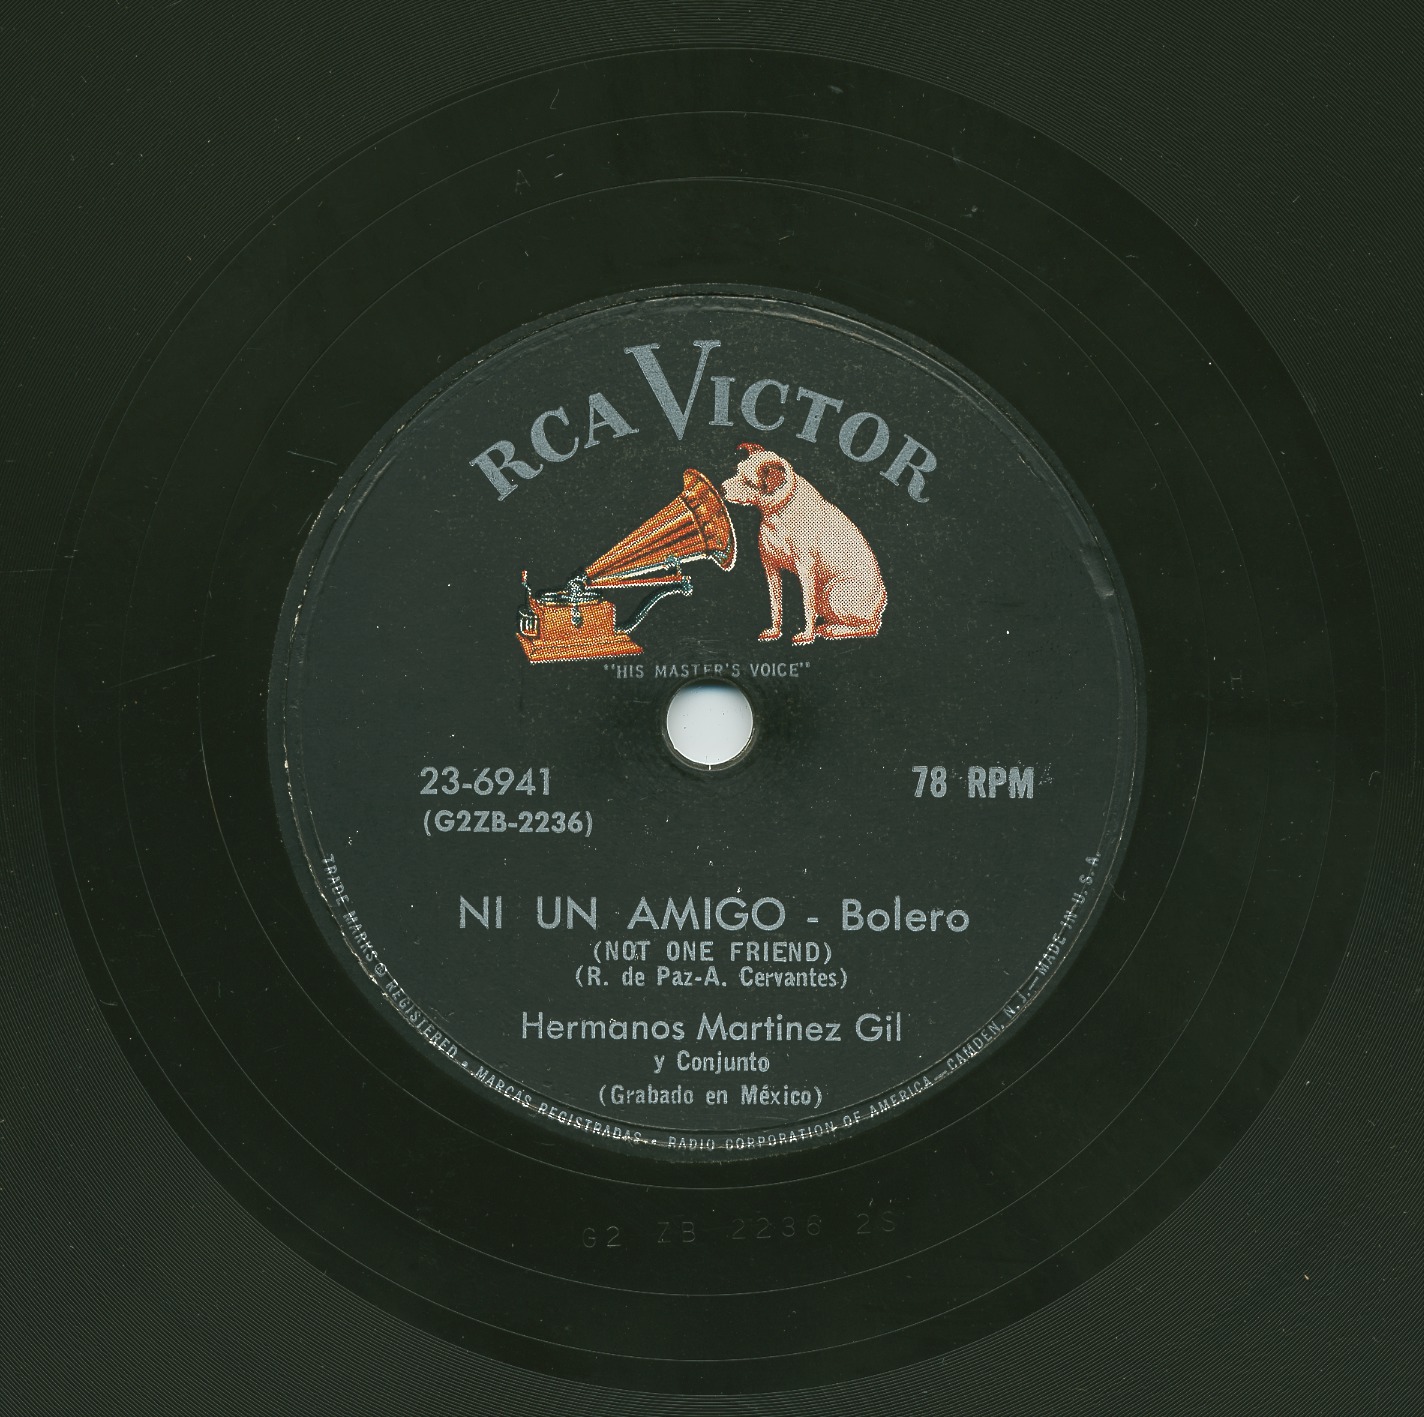 RCA VICTOR
"HIS MASTER'S VOICE"
23-6941
78 RPM
(G2ZB-2236)
NI UN AMIGO - Bolero
(NOT ONE FRIEND)
(R. de Paz-A. Cervantes)
Hermanos Martinez Gil
y Conjunto
(Grabado en México)
TRADE MARKS ® REGISTERED • MARCAS REGISTRADAS • RADIO CORPORATION OF AMERICA—CAMDEN, N. J.—MADE IN U. S. A.
G2 ZB 2236 2S
A
H